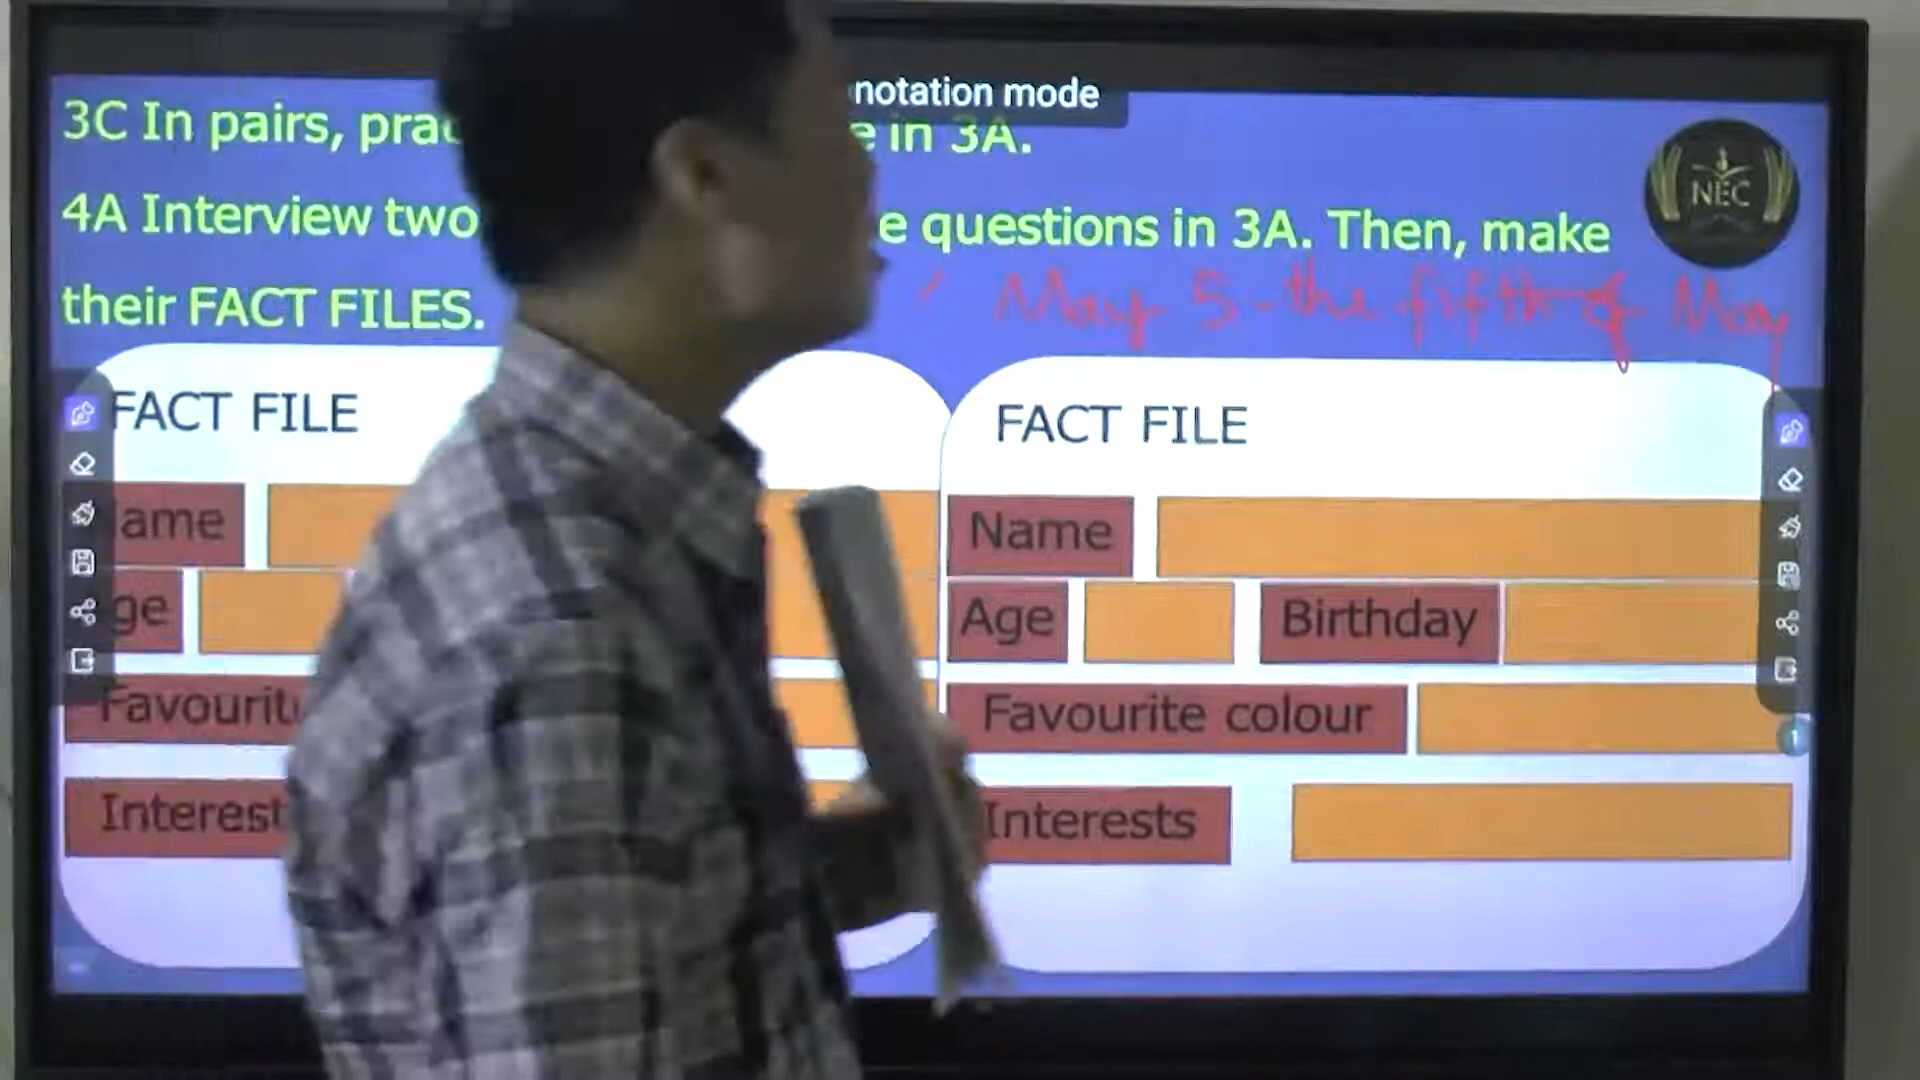 notation mode
3C In pairs, prac e in 3A.
4A Interview two e questions in 3A. Then, make
their FACT FILES.
May 5 - the fifth of May
NEC
FACT FILE
ame
ge
Favourit
Interest
FACT FILE
Name
Age Birthday
Favourite colour
Interests
1